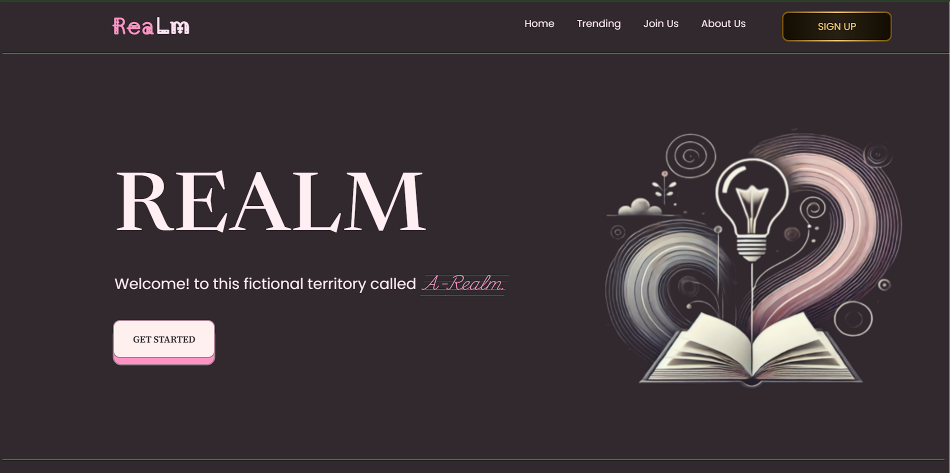 ReaLm
Home Trending Join Us About Us SIGN UP
REALM
Welcome! to this fictional territory called A-Realm.
GET STARTED